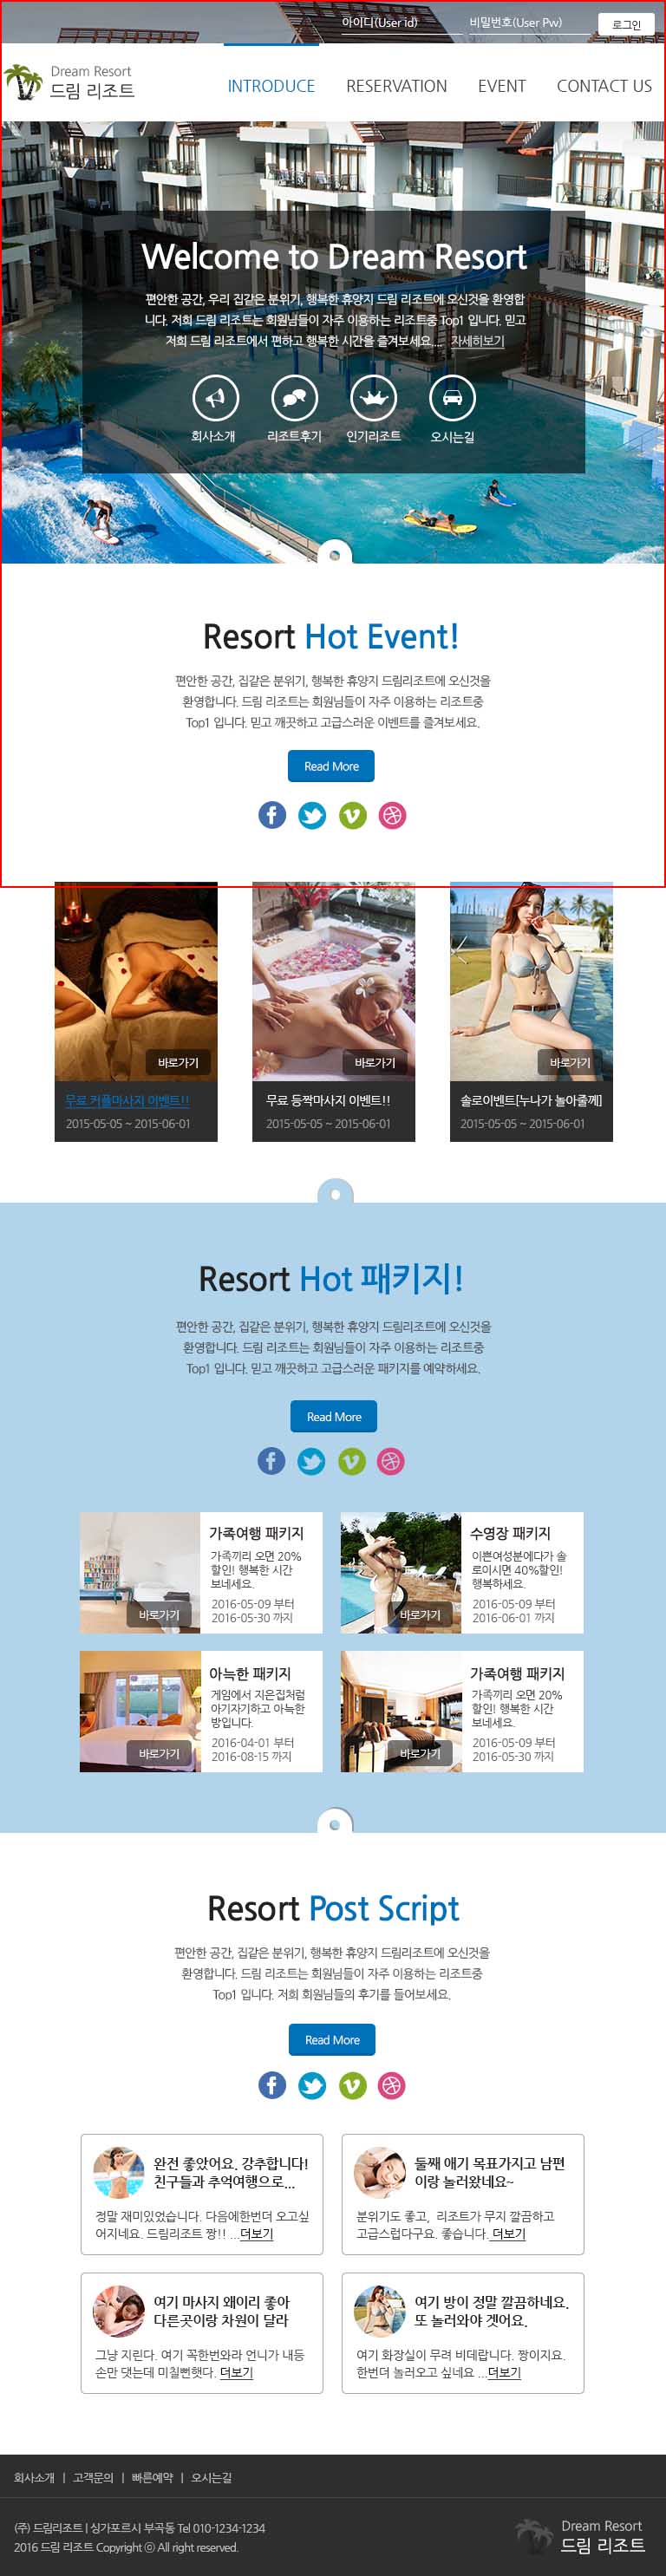 아이디(User id)
비밀번호(User Pw)
로그인
Dream Resort
드림 리조트
INTRODUCE
RESERVATION
EVENT
CONTACT US
Welcome to Dream Resort
편안한 공간, 우리 집같은 분위기, 행복한 휴양지 드림 리조트에 오신것을 환영합
니다. 저희 드림 리조트는 회원님들이 자주 이용하는 리조트중 Top1 입니다. 믿고
저희 드림 리조트에서 편하고 행복한 시간을 즐겨보세요.... 자세히보기
회사소개
리조트후기
인기리조트
오시는길
Resort Hot Event!
편안한 공간, 집같은 분위기, 행복한 휴양지 드림리조트에 오신것을
환영합니다. 드림 리조트는 회원님들이 자주 이용하는 리조트중
Top1 입니다. 믿고 깨끗하고 고급스러운 이벤트를 즐겨보세요.
Read More
바로가기
무료 커플마사지 이벤트!!
2015-05-05 ~ 2015-06-01
바로가기
무료 등짝마사지 이벤트!!
2015-05-05 ~ 2015-06-01
바로가기
솔로이벤트[누나가 놀아줄께]
2015-05-05 ~ 2015-06-01
Resort Hot 패키지!
편안한 공간, 집같은 분위기, 행복한 휴양지 드림리조트에 오신것을
환영합니다. 드림 리조트는 회원님들이 자주 이용하는 리조트중
Top1 입니다. 믿고 깨끗하고 고급스러운 패키지를 예약하세요.
Read More
바로가기
가족여행 패키지
가족끼리 오면 20%
할인! 행복한 시간
보네세요.
2016-05-09 부터
2016-05-30 까지
바로가기
수영장 패키지
이쁜여성분에다가 솔
로이시면 40%할인!
행복하세요.
2016-05-09 부터
2016-06-01 까지
바로가기
아늑한 패키지
게임에서 지은집처럼
아기자기하고 아늑한
방입니다.
2016-04-01 부터
2016-08-15 까지
바로가기
가족여행 패키지
가족끼리 오면 20%
할인! 행복한 시간
보네세요.
2016-05-09 부터
2016-05-30 까지
Resort Post Script
편안한 공간, 집같은 분위기, 행복한 휴양지 드림리조트에 오신것을
환영합니다. 드림 리조트는 회원님들이 자주 이용하는 리조트중
Top1 입니다. 저희 회원님들의 후기를 들어보세요.
Read More
완전 좋았어요. 강추합니다!
친구들과 추억여행으로...
정말 재미있었습니다. 다음에한번더 오고싶
어지네요. 드림리조트 짱!! ...더보기
둘째 애기 목표가지고 남편
이랑 놀러왔네요~
분위기도 좋고, 리조트가 무지 깔끔하고
고급스럽다구요. 좋습니다. 더보기
여기 마사지 왜이리 좋아
다른곳이랑 차원이 달라
그냥 지린다. 여기 꼭한번와라 언니가 내등
손만 댓는데 미칠뻔했다. 더보기
여기 방이 정말 깔끔하네요.
또 놀러와야 겟어요.
여기 화장실이 무려 비데랍니다. 짱이지요.
한번더 놀러오고 싶네요 ...더보기
회사소개 | 고객문의 | 빠른예약 | 오시는길
(주) 드림리조트 | 싱가포르시 부곡동 Tel 010-1234-1234
2016 드림 리조트 Copyright ⓒ All right reserved.
Dream Resort
드림 리조트